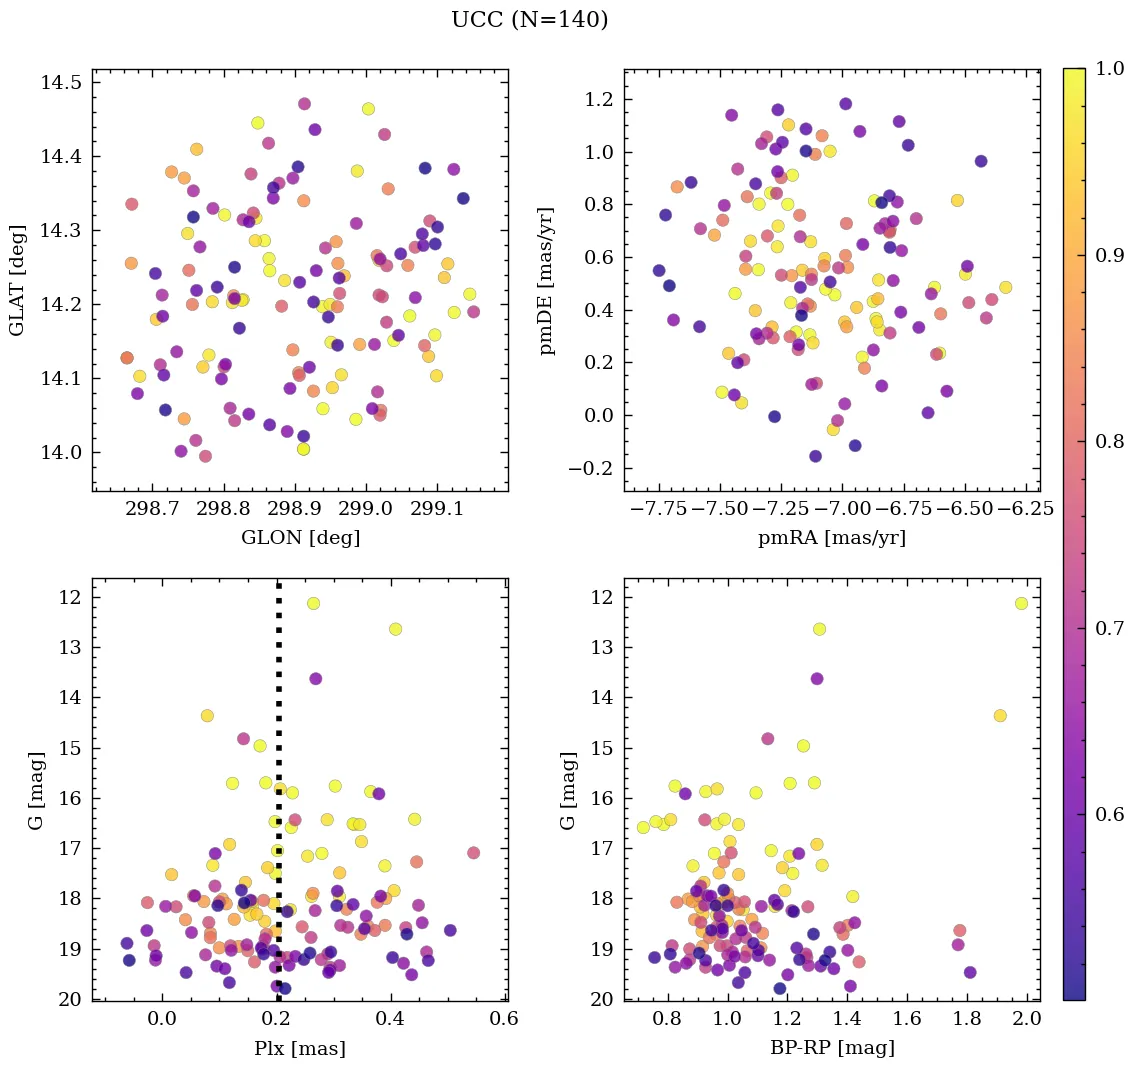 UCC (N=140)
14.5
14.4
14.3
14.2
14.1
14.0
GLAT [deg]
298.7 298.8 298.9 299.0 299.1
GLON [deg]
1.2
1.0
0.8
0.6
0.4
0.2
0.0
−0.2
pmDE [mas/yr]
−7.75 −7.50 −7.25 −7.00 −6.75 −6.50 −6.25
pmRA [mas/yr]
12
13
14
15
16
17
18
19
20
G [mag]
0.0 0.2 0.4 0.6
Plx [mas]
12
13
14
15
16
17
18
19
20
G [mag]
0.8 1.0 1.2 1.4 1.6 1.8 2.0
BP-RP [mag]
1.0
0.9
0.8
0.7
0.6